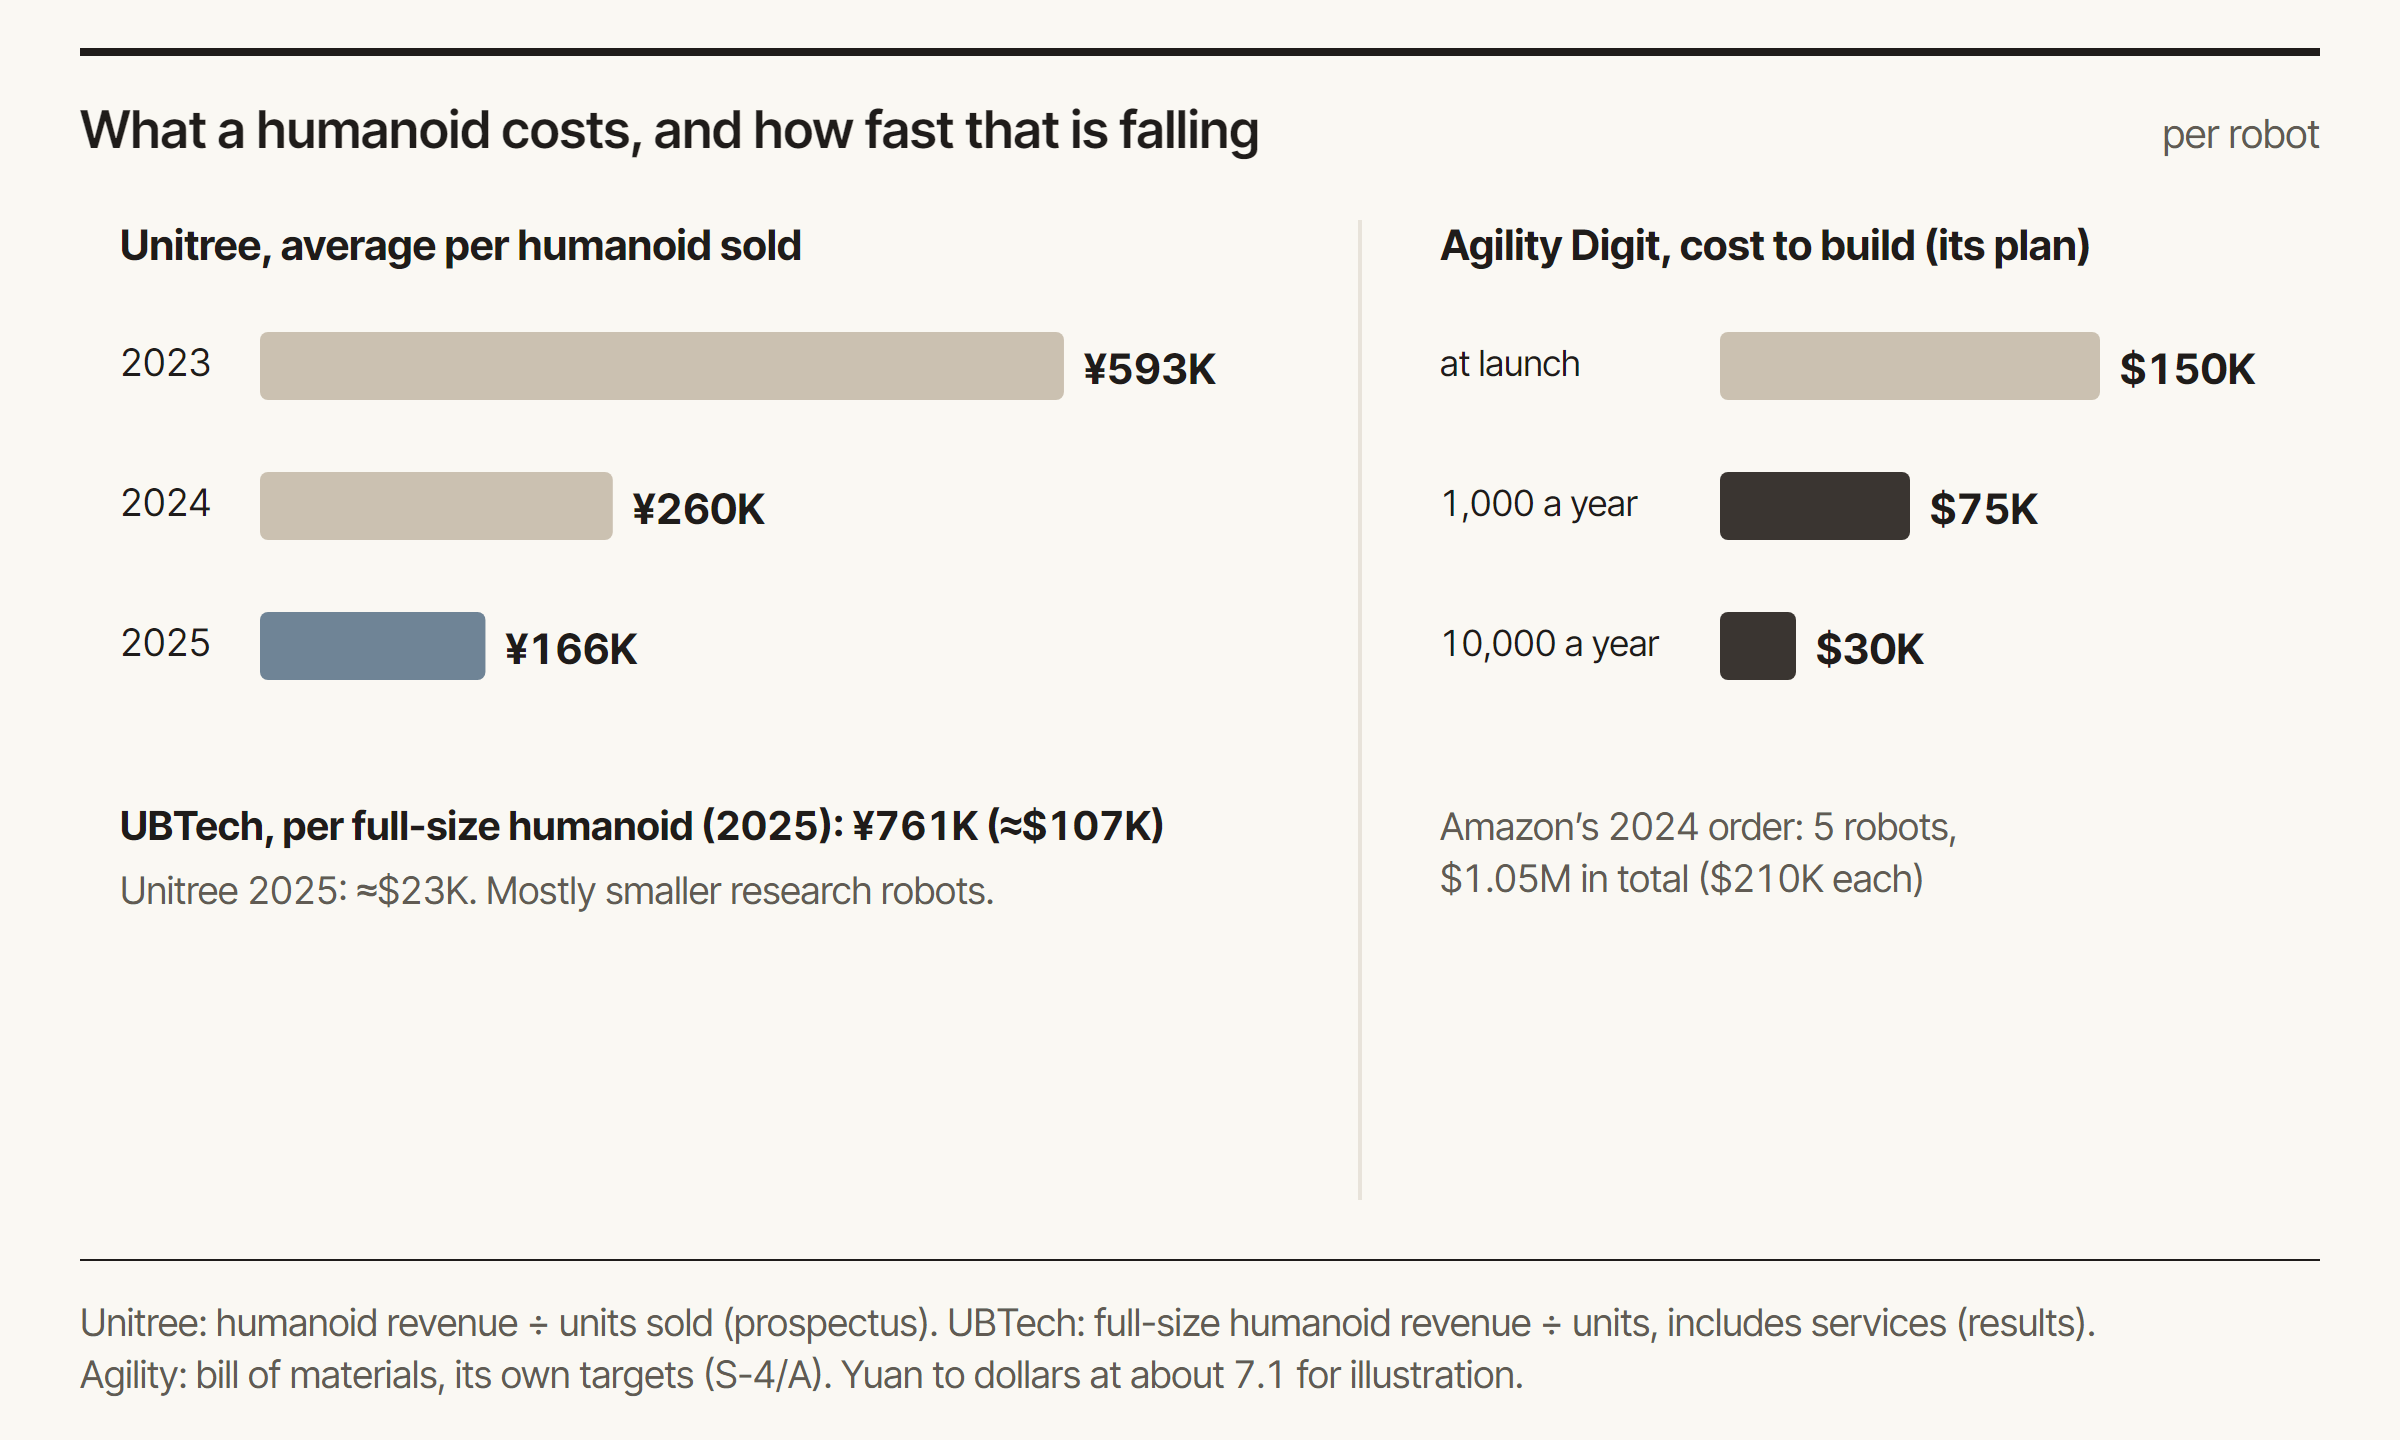 What a humanoid costs, and how fast that is falling
per robot
Unitree, average per humanoid sold
2023 ¥593K
2024 ¥260K
2025 ¥166K
UBTech, per full-size humanoid (2025): ¥761K (≈$107K)
Unitree 2025: ≈$23K. Mostly smaller research robots.
Agility Digit, cost to build (its plan)
at launch $150K
1,000 a year $75K
10,000 a year $30K
Amazon’s 2024 order: 5 robots,
$1.05M in total ($210K each)
Unitree: humanoid revenue ÷ units sold (prospectus). UBTech: full-size humanoid revenue ÷ units, includes services (results).
Agility: bill of materials, its own targets (S-4/A). Yuan to dollars at about 7.1 for illustration.